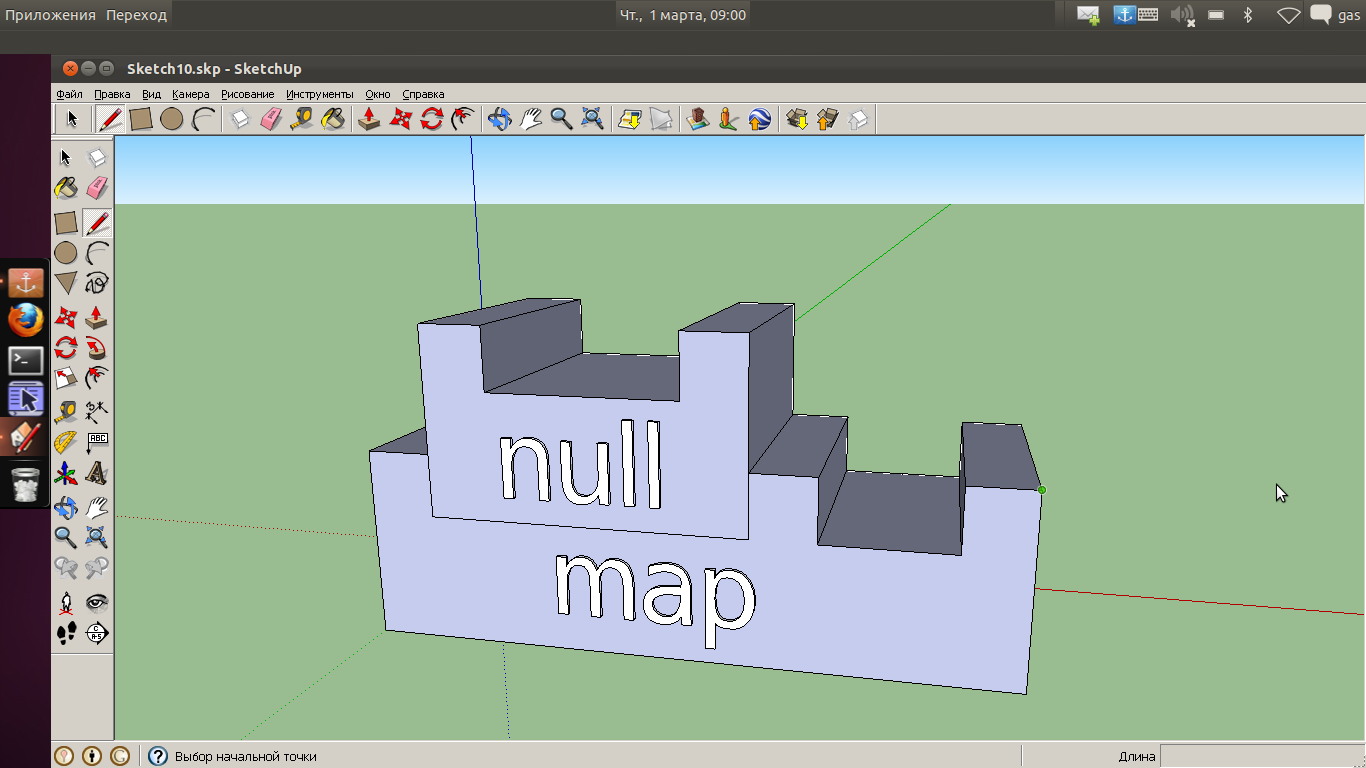 Приложения Переход Чт., 1 марта, 09:00 gas
Sketch10.skp - SketchUp
Файл Правка Вид Камера Рисование Инструменты Окно Справка
ABC
null
map
Выбор начальной точки Длина